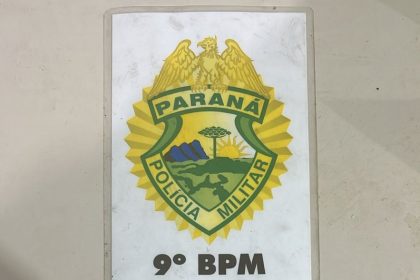 PARANÁ
POLÍCIA MILITAR
9º BPM